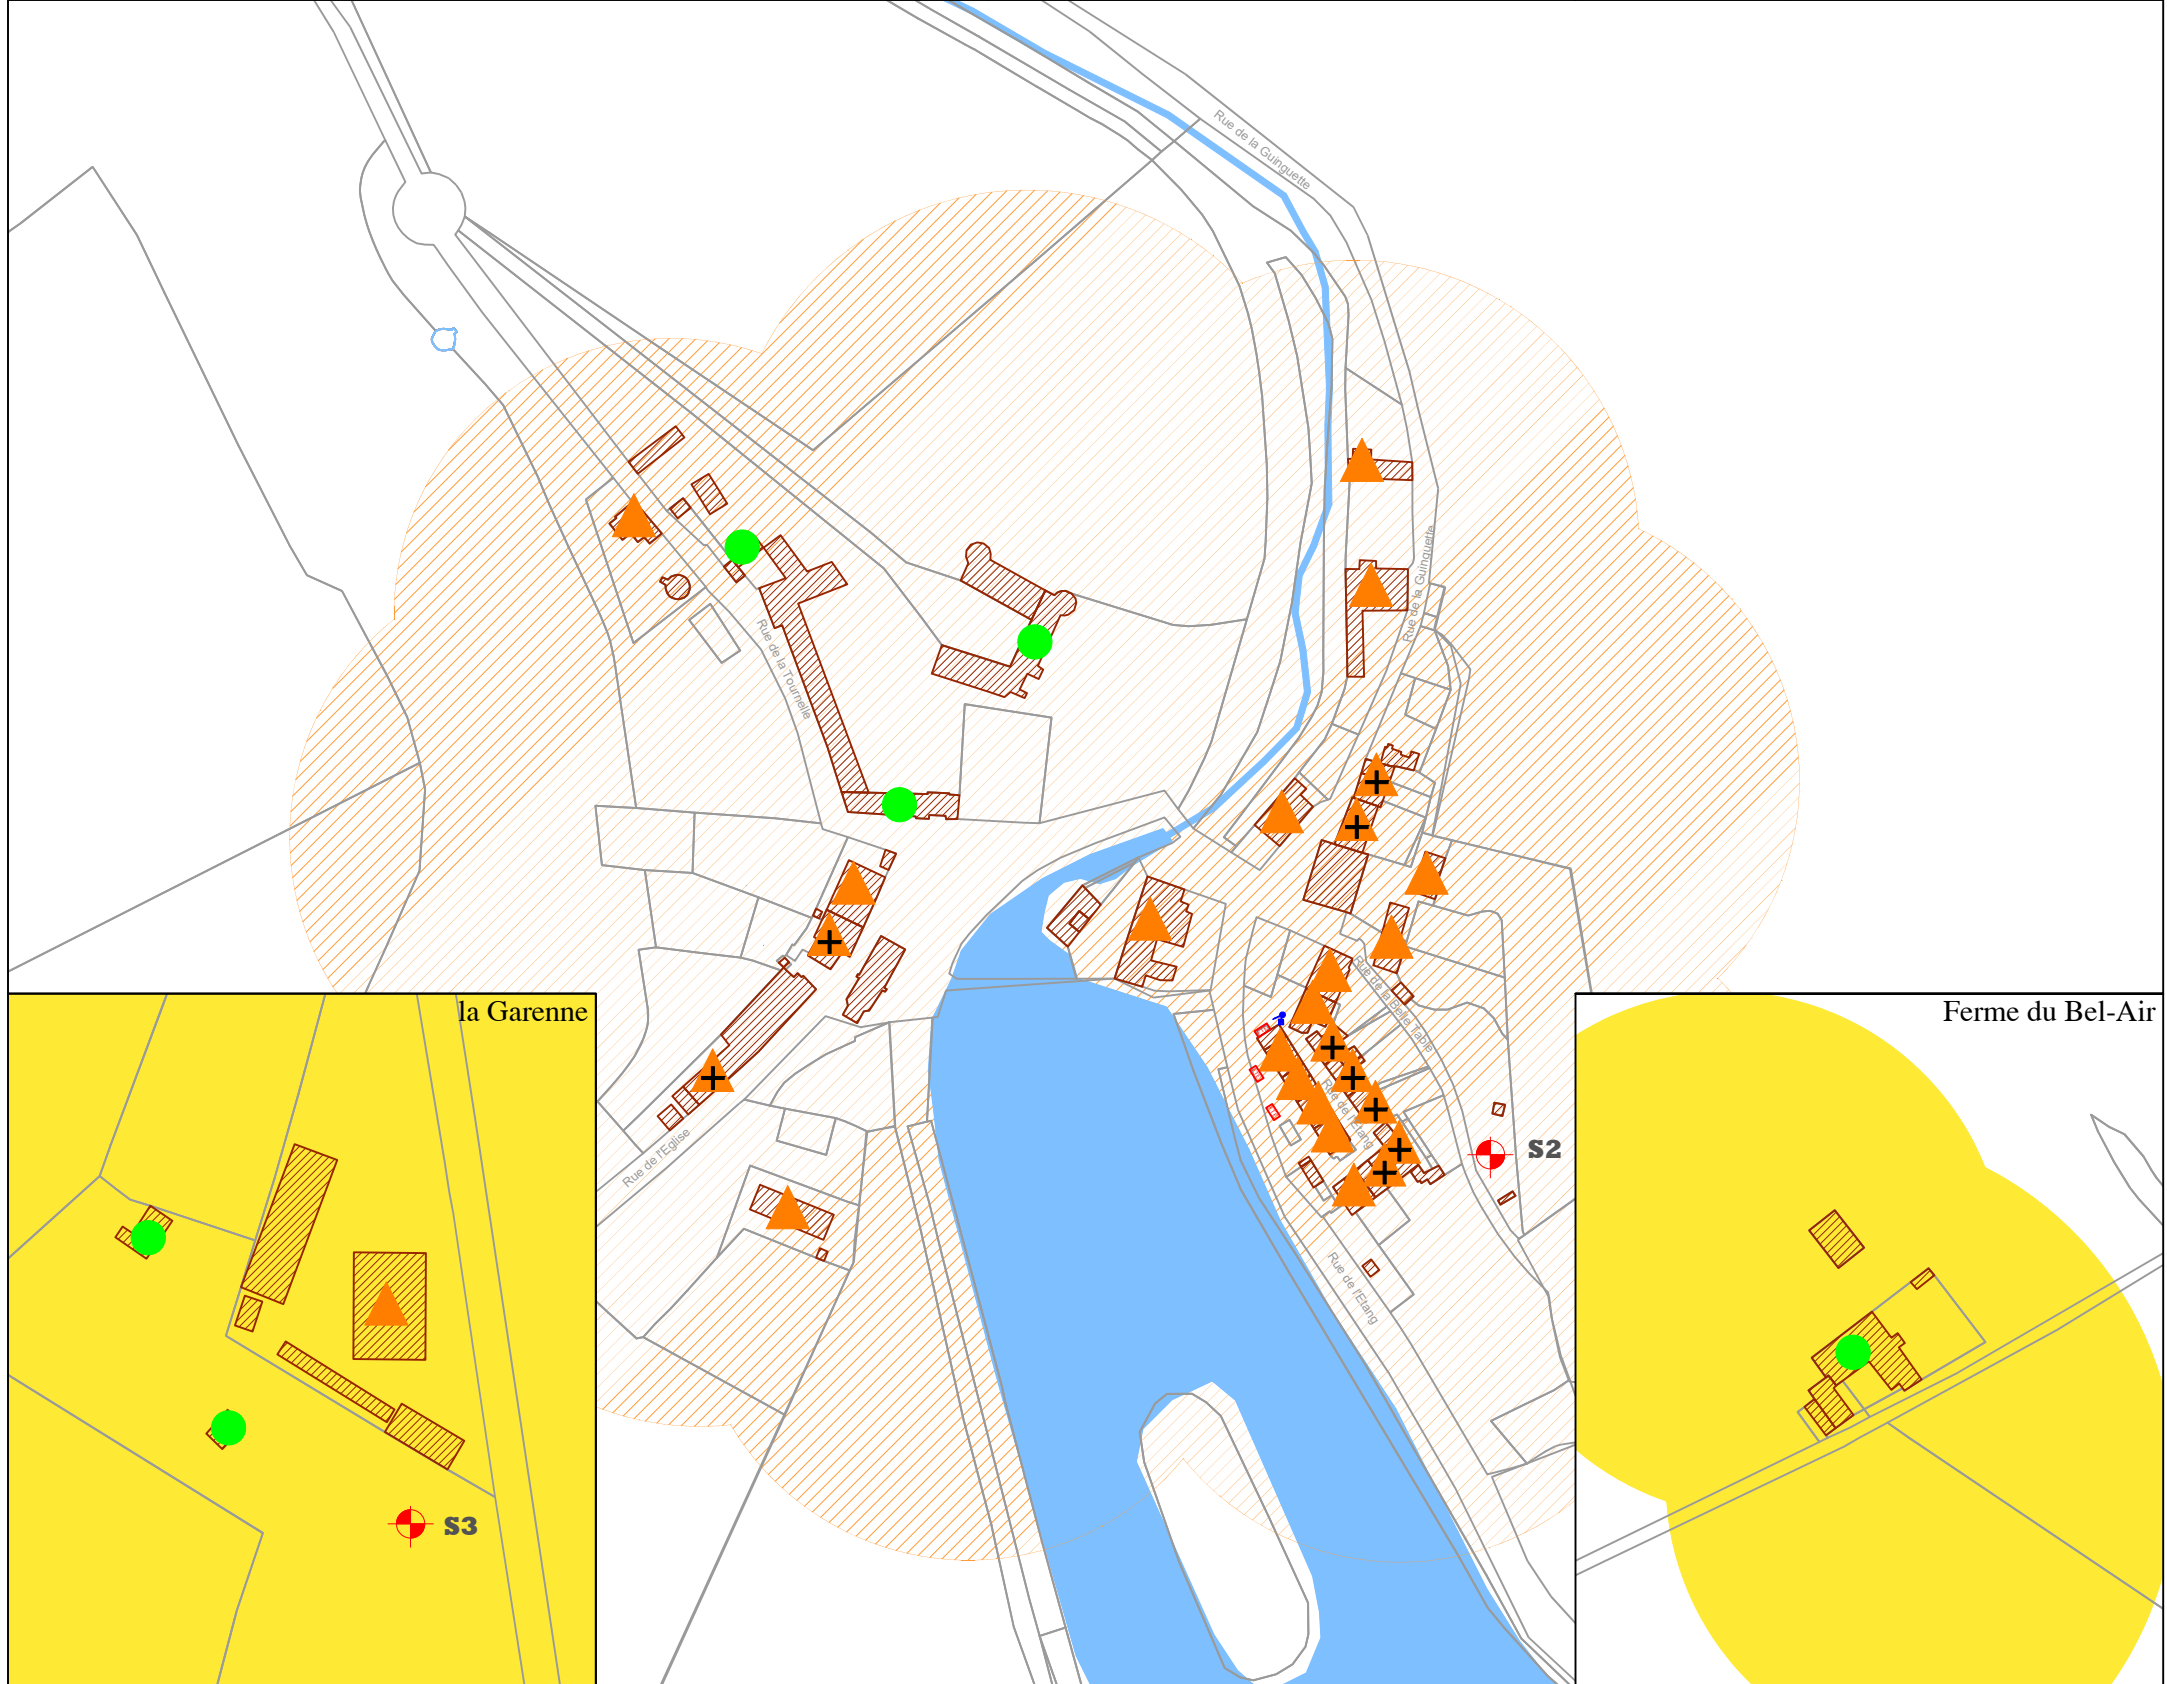 Rue de la Guinguette
Rue de la Guinguette
Rue de la Tournelle
Rue de la Belle Table
la Garenne
Ferme du Bel-Air
Rue de l'Etang
Rue de l'Eglise
S2
Rue de l'Etang
S3